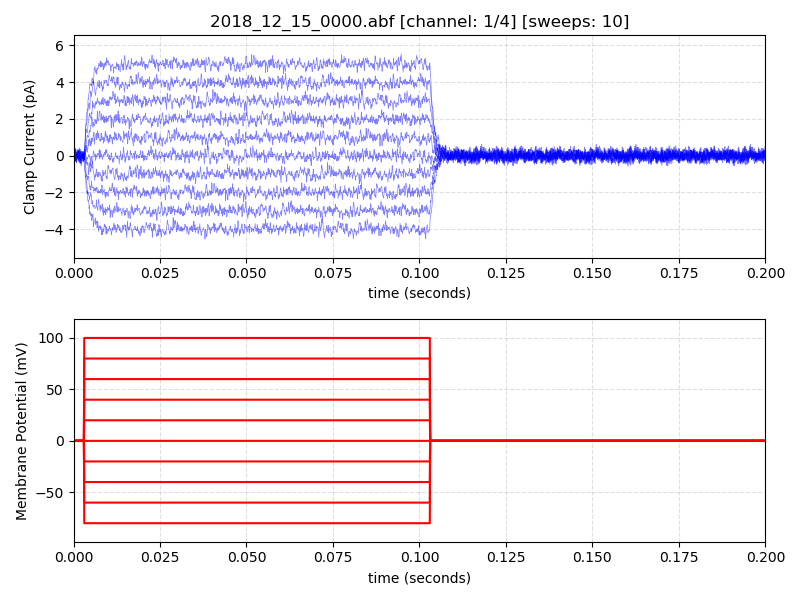 2018_12_15_0000.abf [channel: 1/4] [sweeps: 10]
Clamp Current (pA)
6
4
2
0
−2
−4
0.000 0.025 0.050 0.075 0.100 0.125 0.150 0.175 0.200
time (seconds)
Membrane Potential (mV)
100
50
0
−50
0.000 0.025 0.050 0.075 0.100 0.125 0.150 0.175 0.200
time (seconds)